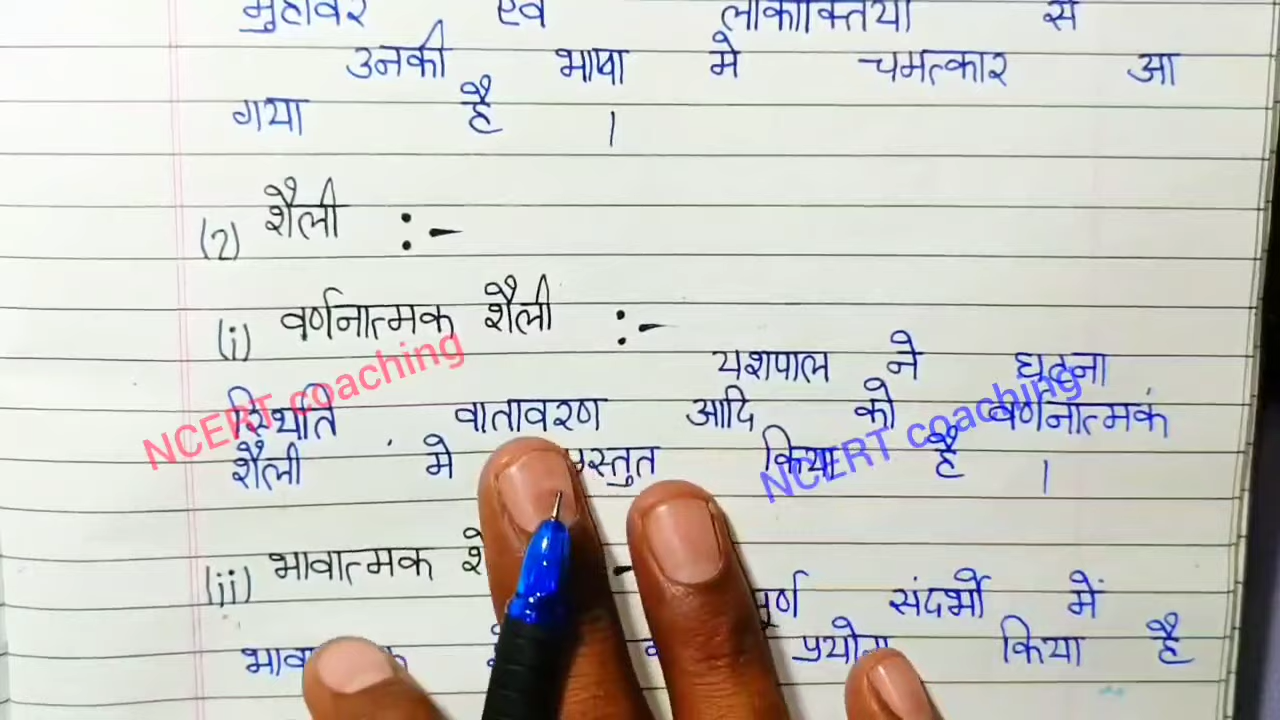 मुहावरे एवं लोकोक्तियों से
उनकी भाषा मे चमत्कार आ
गया है ।
(2) शैली :-
(i) वर्णनात्मक शैली :-
यशपाल ने घटना
स्थिति वातावरण आदि को वर्णनात्मक
शैली मे प्रस्तुत किया है ।
(ii) भावात्मक
संदर्भो में
प्रयोग किया है
NCERT coaching
NCERT coaching